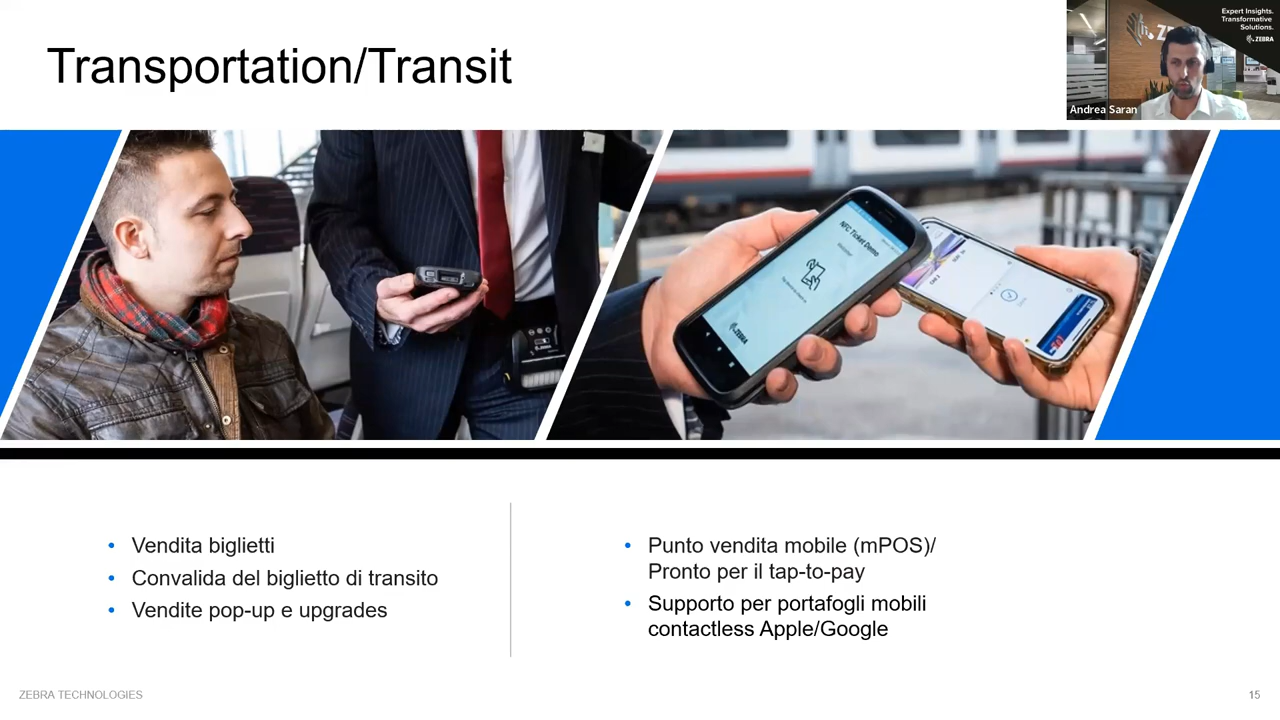 Transportation/Transit
Expert Insights.
Transformative
Solutions.
ZEBRA
Andrea Saran
NFC Ticket Demo
ZEBRA
• Vendita biglietti
• Convalida del biglietto di transito
• Vendite pop-up e upgrades
• Punto vendita mobile (mPOS)/
Pronto per il tap-to-pay
• Supporto per portafogli mobili
contactless Apple/Google
ZEBRA TECHNOLOGIES
15